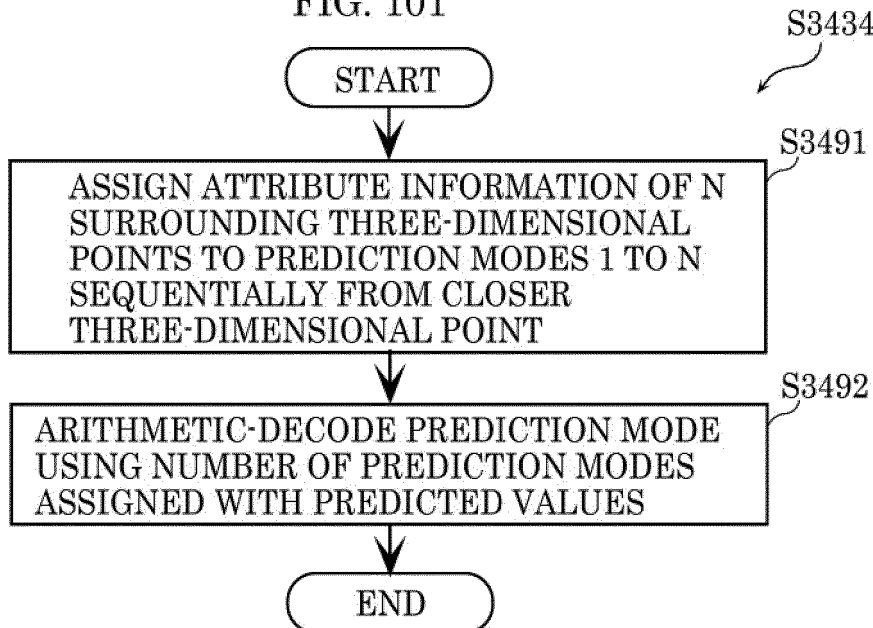 FIG. 101
S3434
START
S3491
ASSIGN ATTRIBUTE INFORMATION OF N
SURROUNDING THREE-DIMENSIONAL
POINTS TO PREDICTION MODES 1 TO N
SEQUENTIALLY FROM CLOSER
THREE-DIMENSIONAL POINT
S3492
ARITHMETIC-DECODE PREDICTION MODE
USING NUMBER OF PREDICTION MODES
ASSIGNED WITH PREDICTED VALUES
END